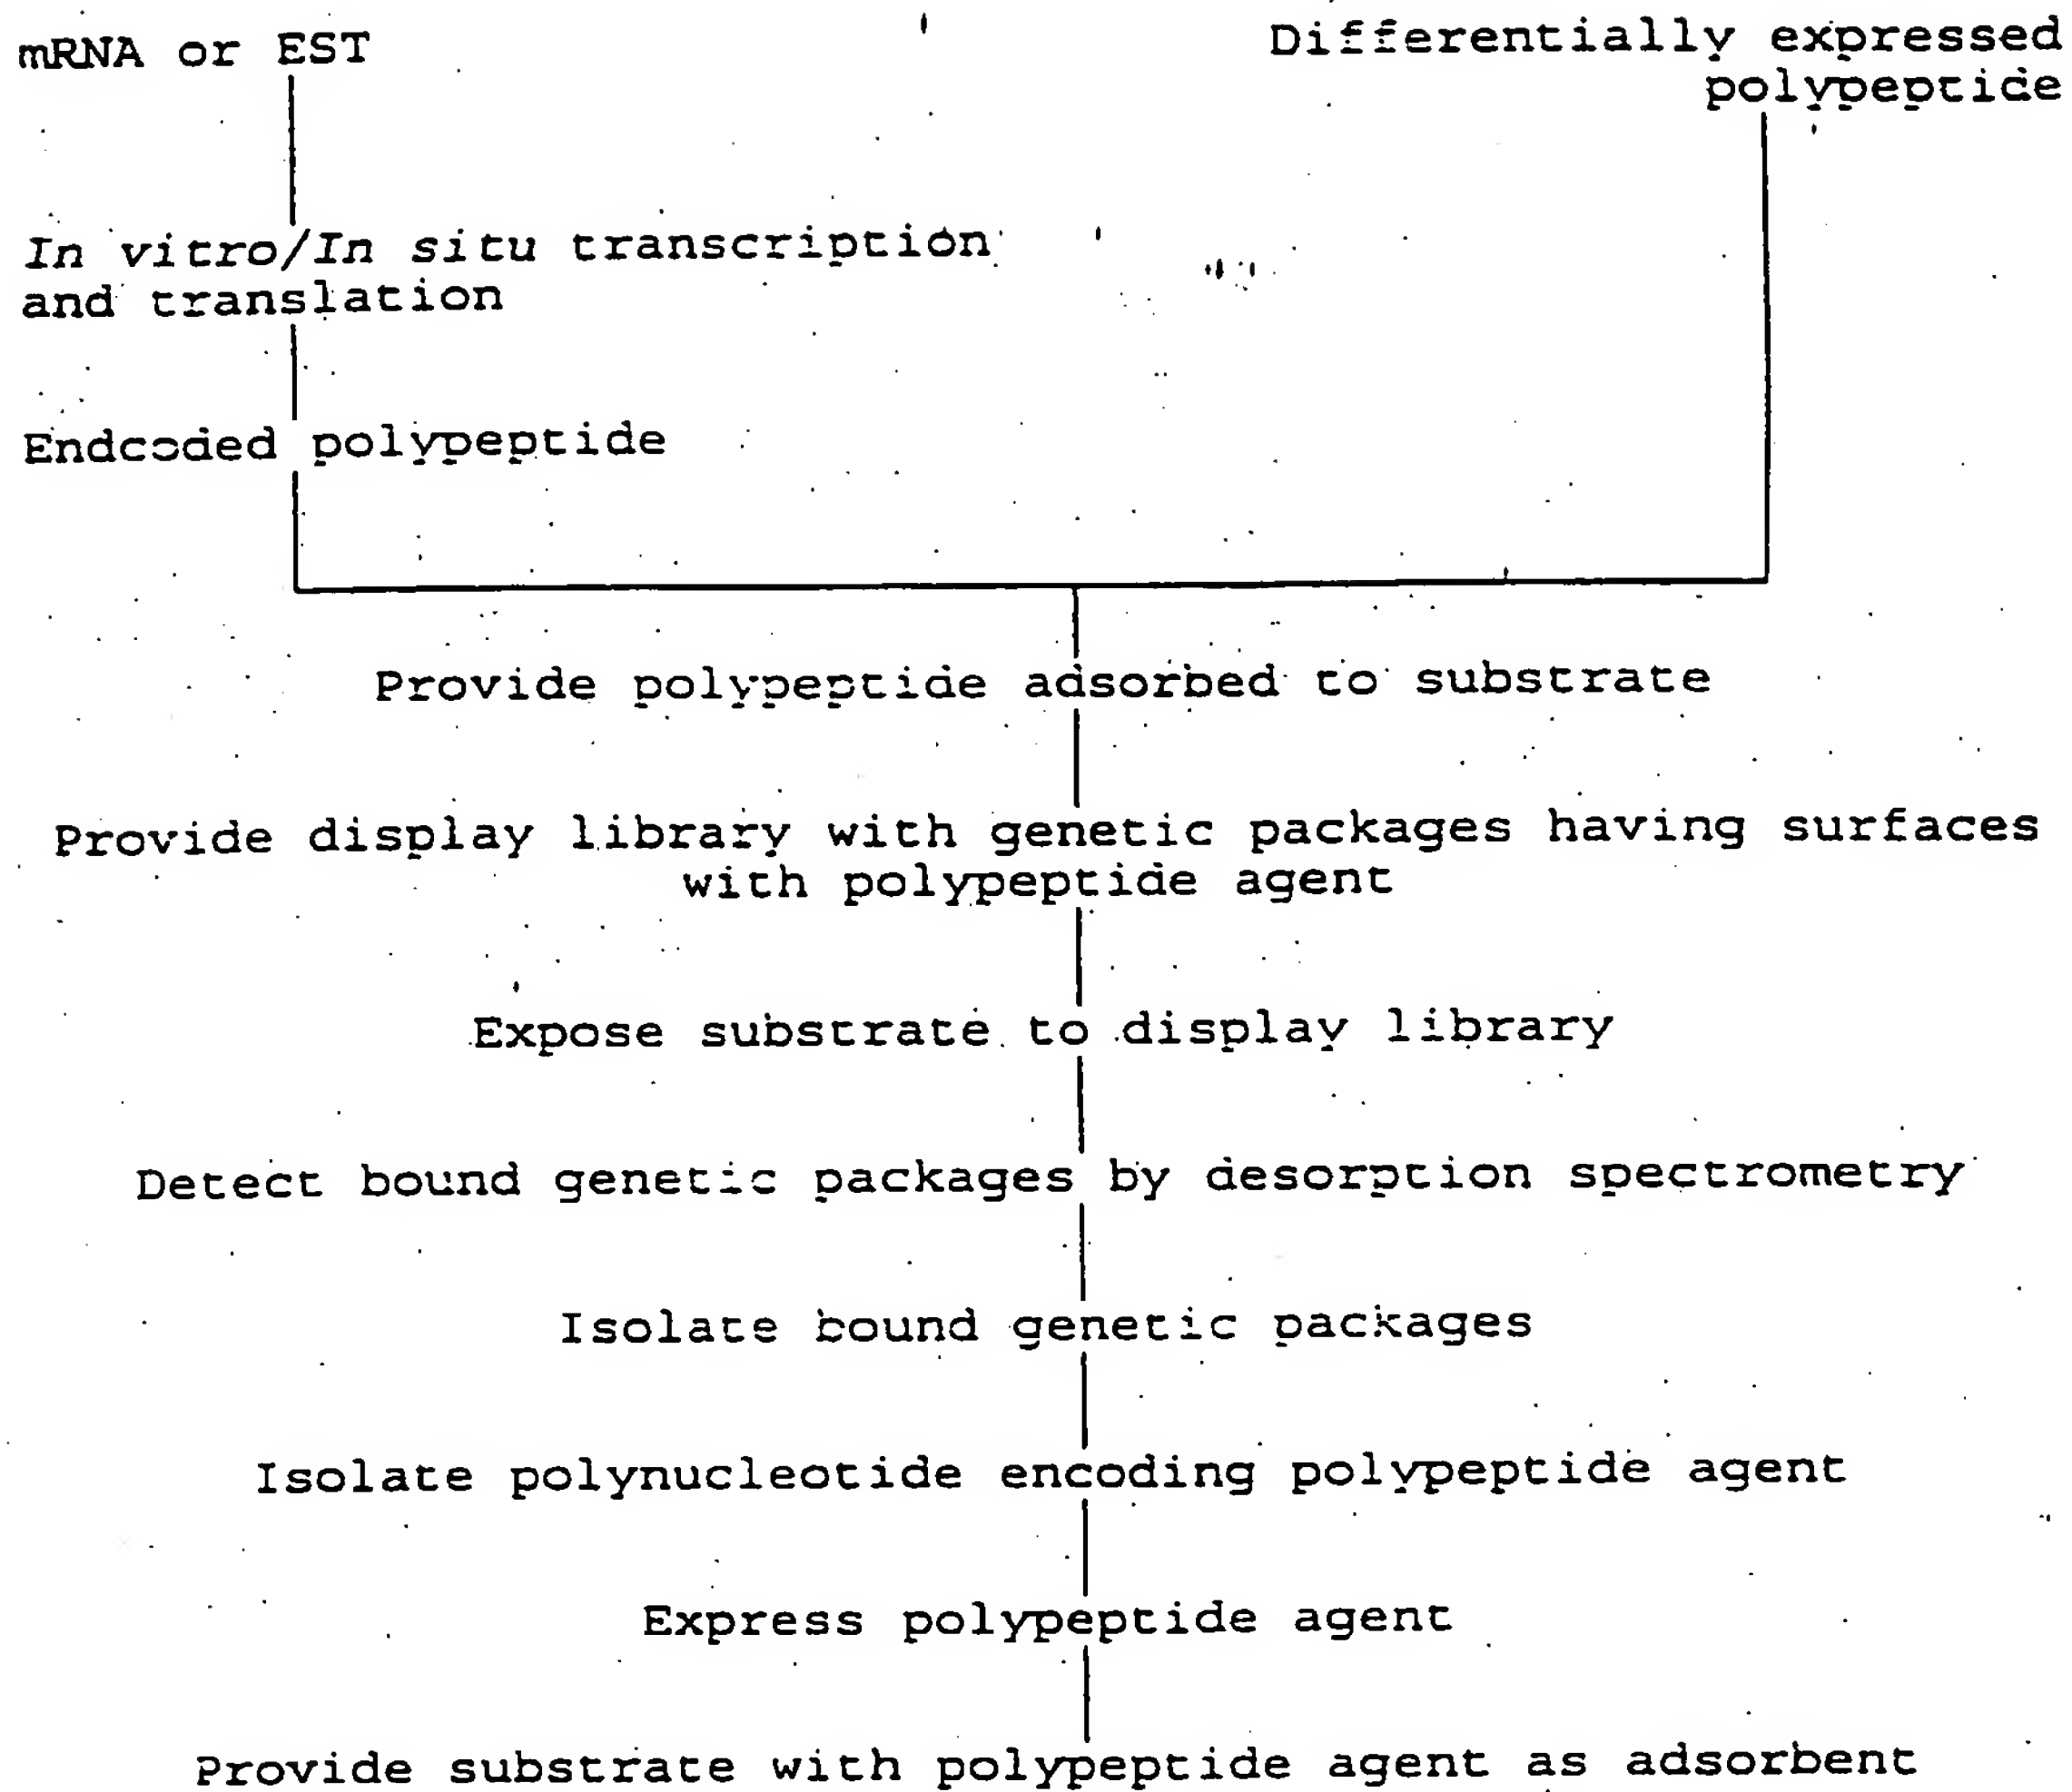 mRNA or EST
Differentially expressed
polypeptide
In vitro/In situ transcription
and translation
Endcoded polypeptide
Provide polypeptide adsorbed to substrate
Provide display library with genetic packages having surfaces
with polypeptide agent
Expose substrate to display library
Detect bound genetic packages by desorption spectrometry
Isolate bound genetic packages
Isolate polynucleotide encoding polypeptide agent
Express polypeptide agent
Provide substrate with polypeptide agent as adsorbent